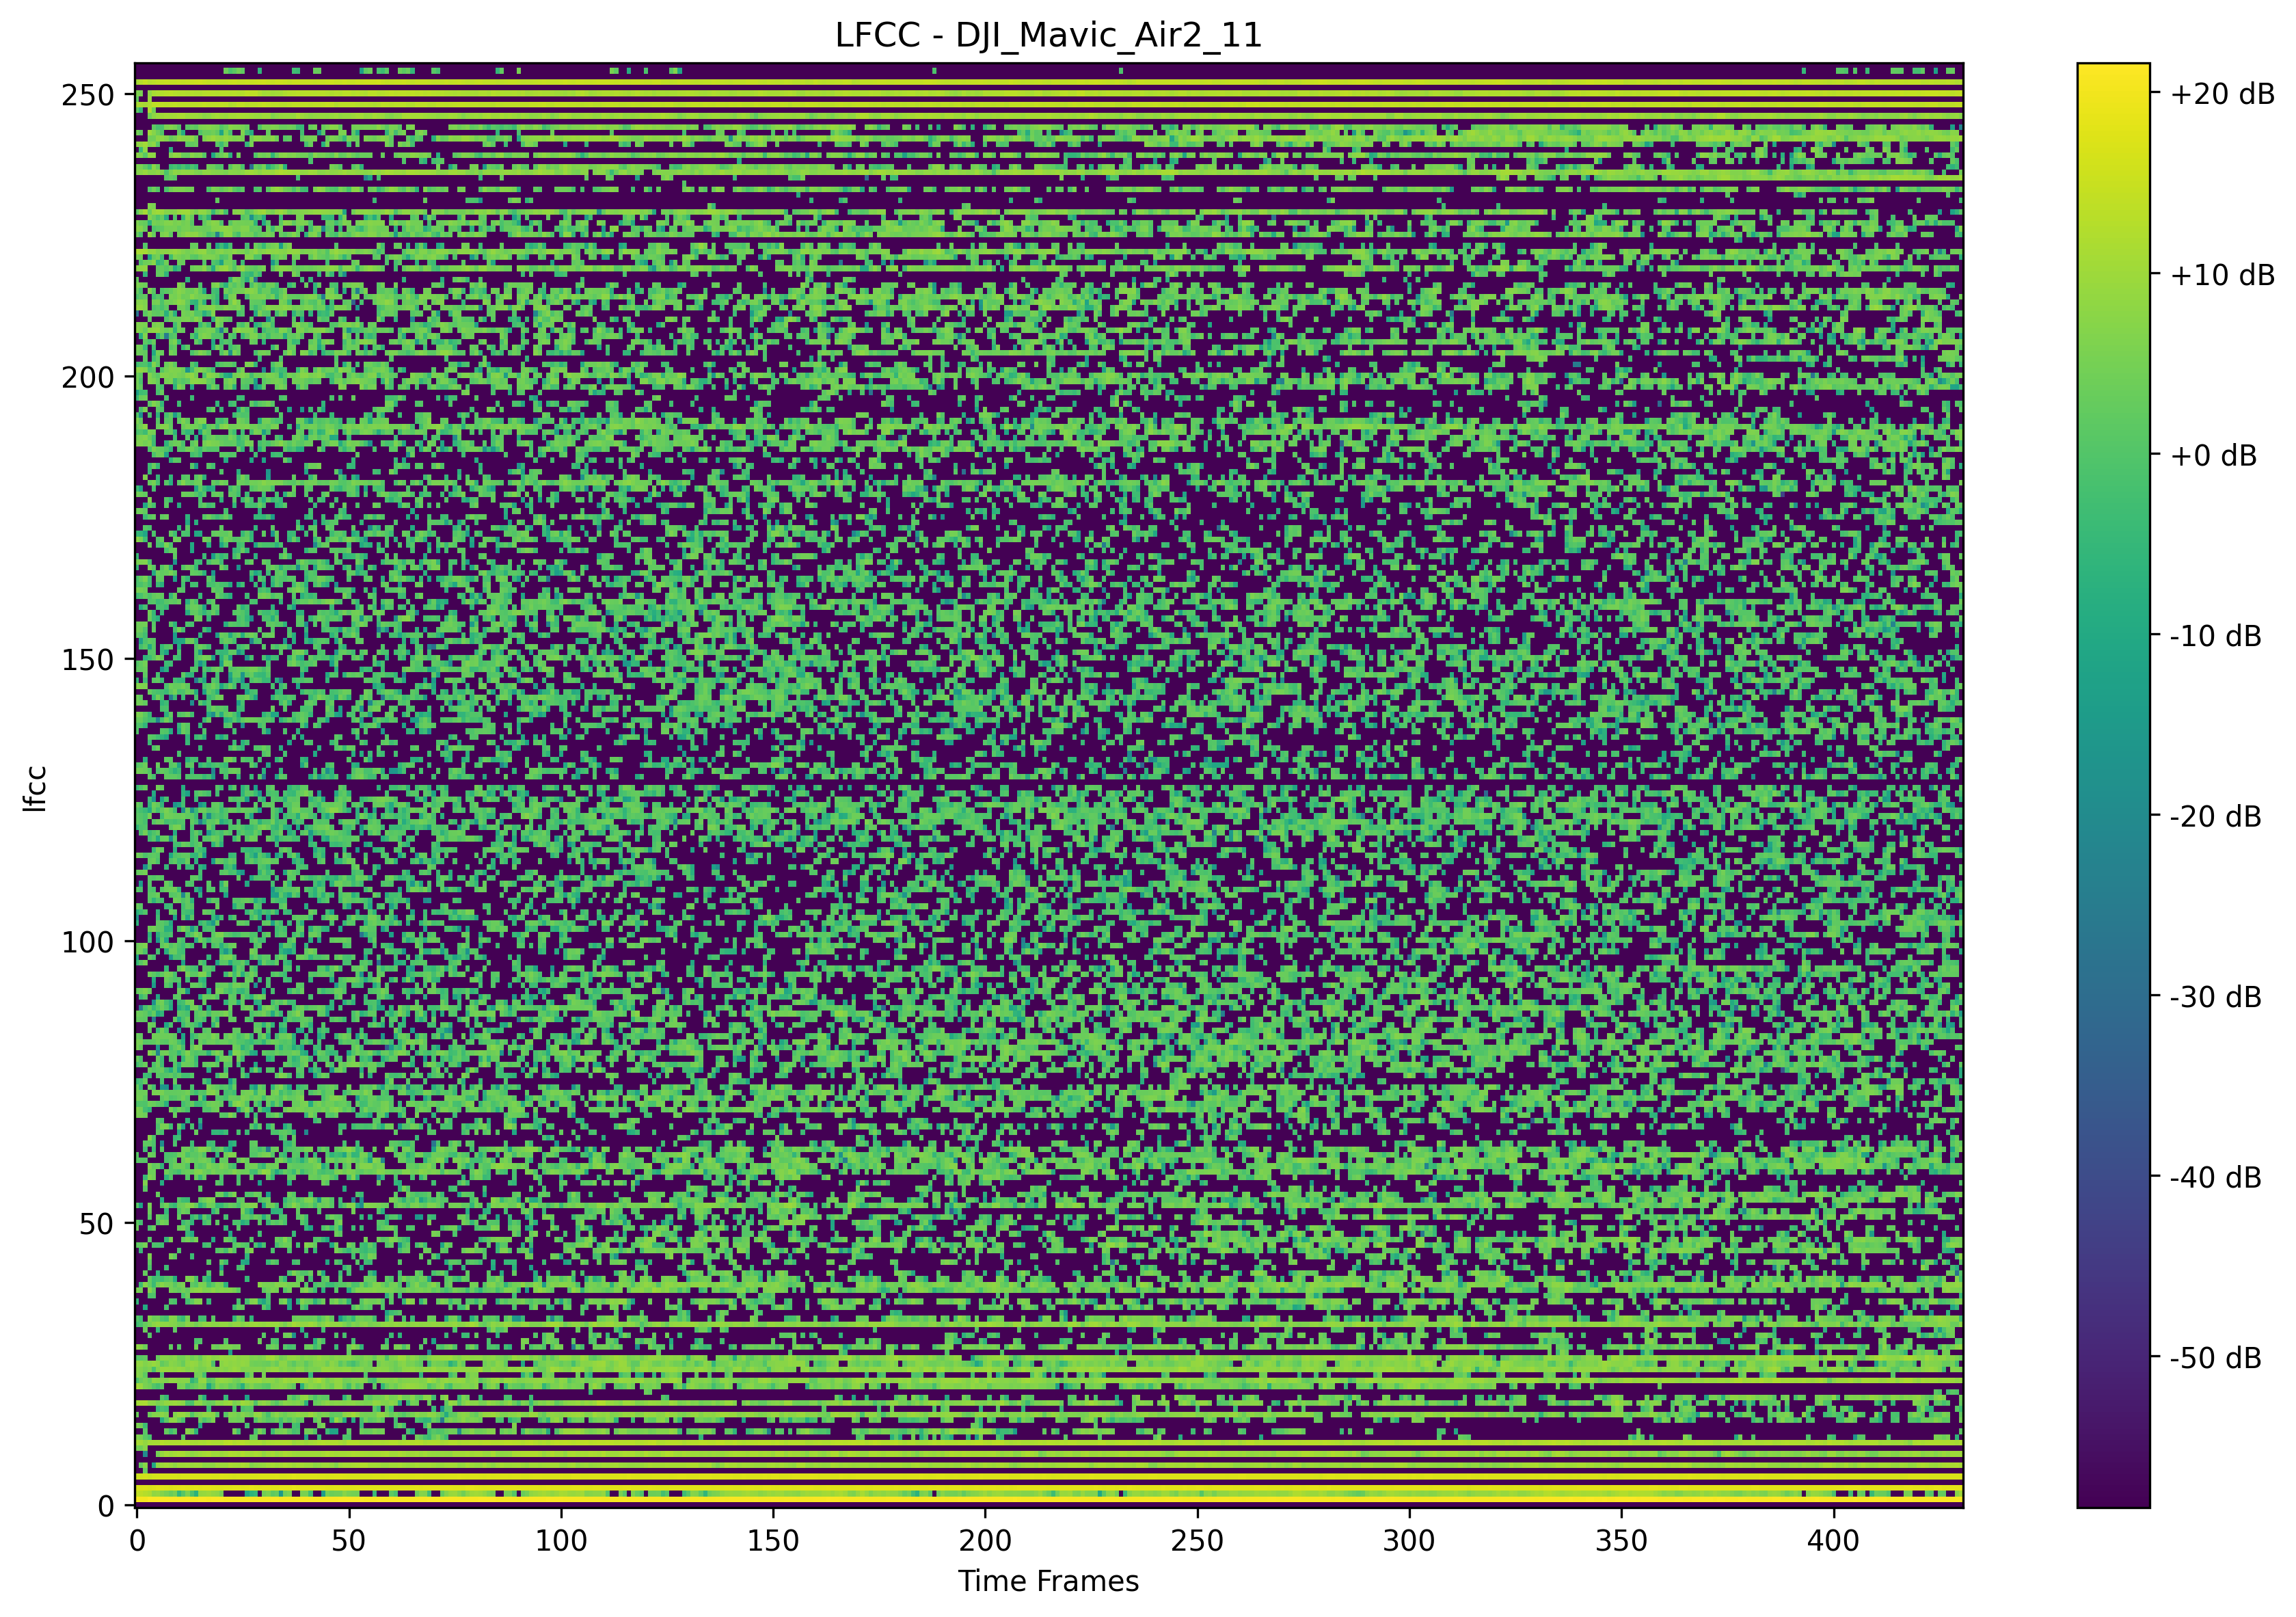 LFCC - DJI_Mavic_Air2_11
250
200
150
100
50
0
lfcc
0 50 100 150 200 250 300 350 400
Time Frames
+20 dB
+10 dB
+0 dB
-10 dB
-20 dB
-30 dB
-40 dB
-50 dB